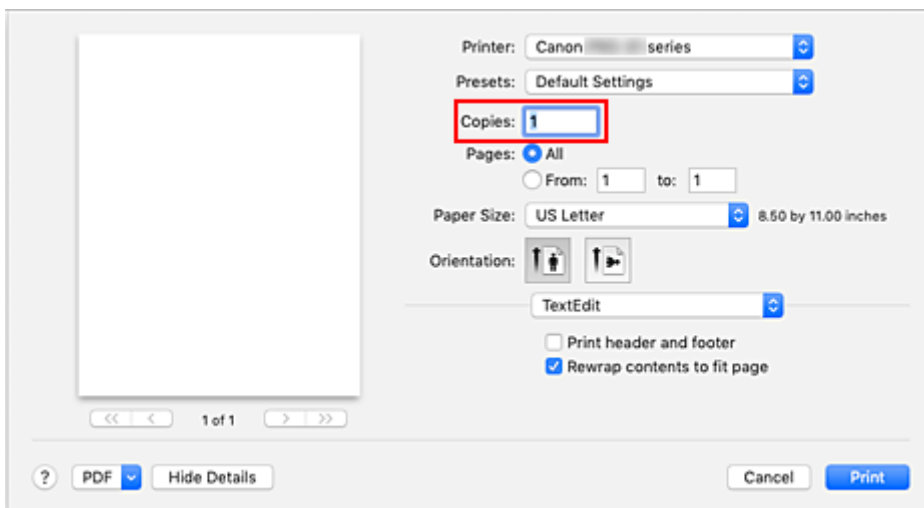 Printer: Canon series
Presets: Default Settings
Copies: 1
Pages: All
From: 1 to: 1
Paper Size: US Letter 8.50 by 11.00 inches
Orientation:
TextEdit
Print header and footer
Rewrap contents to fit page
1 of 1
? PDF Hide Details Cancel Print